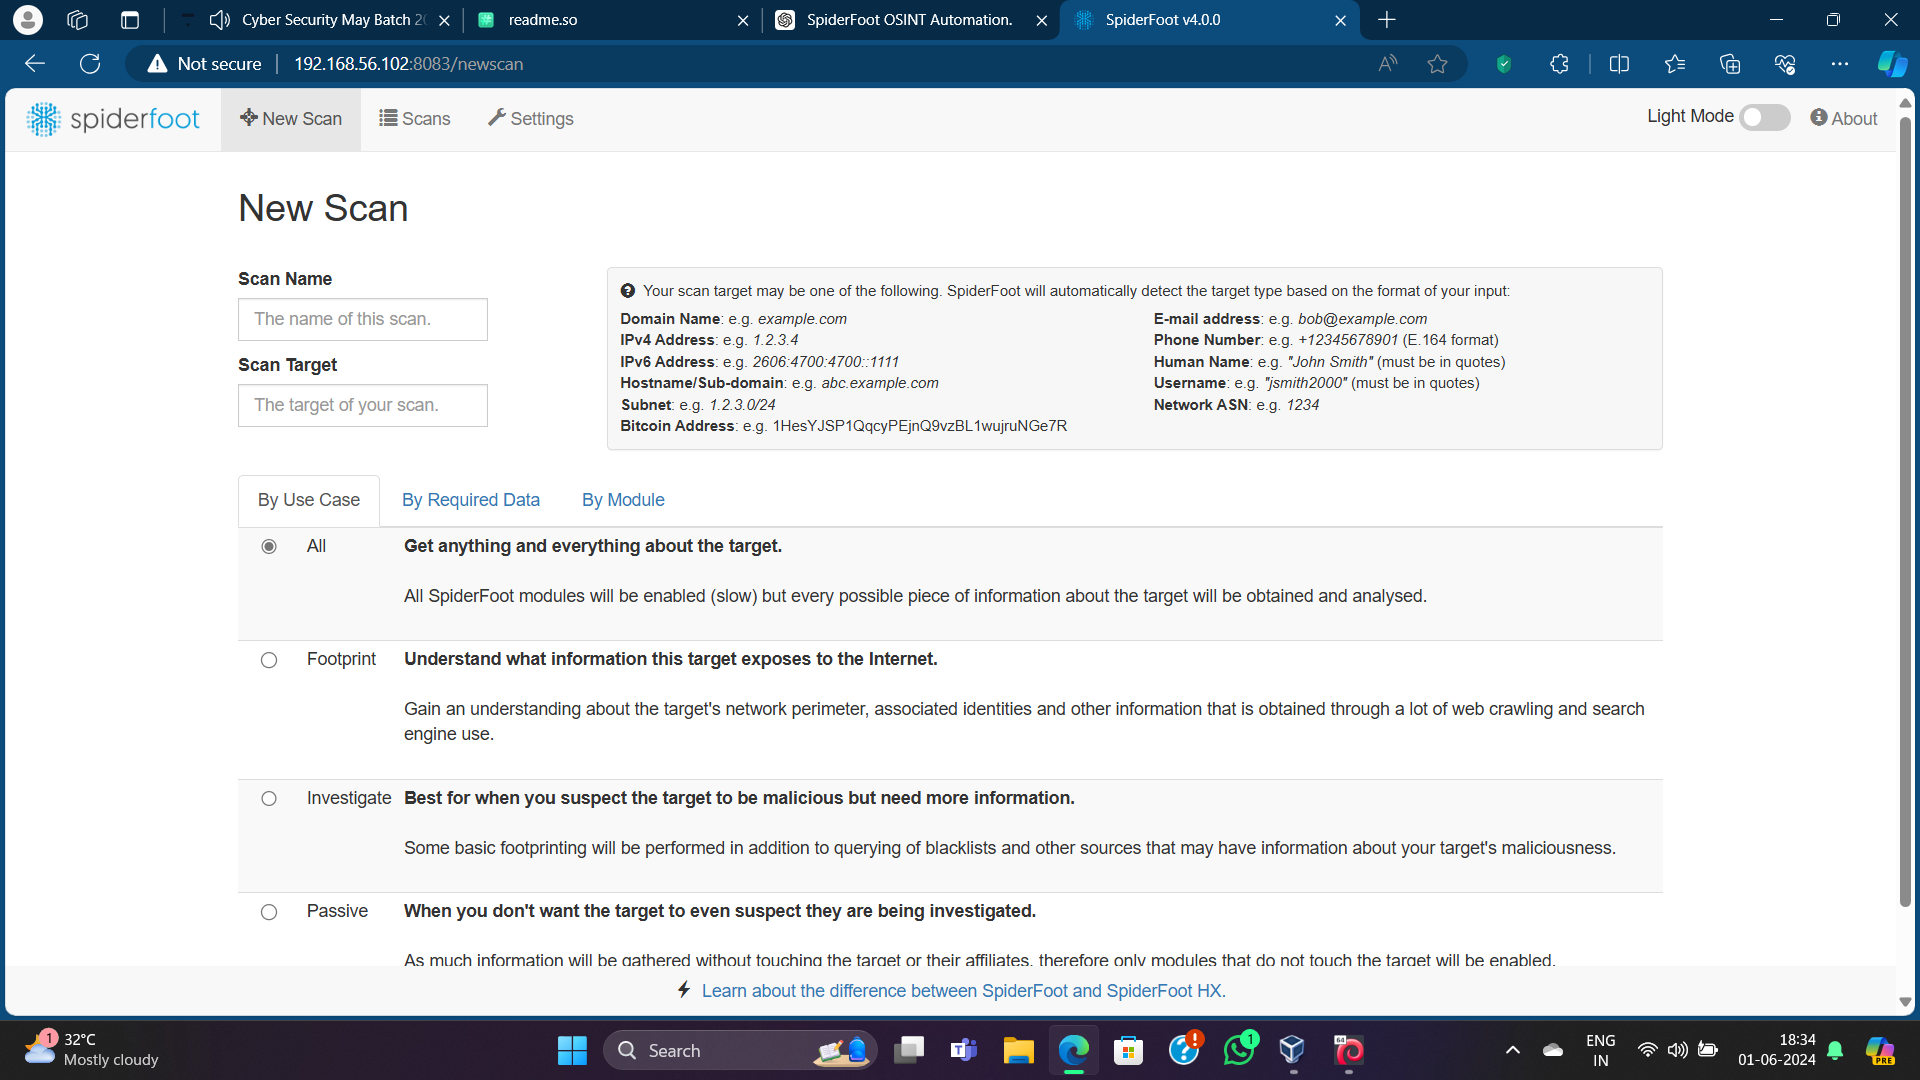 Cyber Security May Batch 2
readme.so
SpiderFoot OSINT Automation.
SpiderFoot v4.0.0
Not secure
192.168.56.102:8083/newscan
spiderfoot
New Scan
Scans
Settings
Light Mode
About
New Scan
Scan Name
The name of this scan.
Scan Target
The target of your scan.
Your scan target may be one of the following. SpiderFoot will automatically detect the target type based on the format of your input:
Domain Name: e.g. example.com
IPv4 Address: e.g. 1.2.3.4
IPv6 Address: e.g. 2606:4700:4700::1111
Hostname/Sub-domain: e.g. abc.example.com
Subnet: e.g. 1.2.3.0/24
Bitcoin Address: e.g. 1HesYJSP1QqcyPEjnQ9vzBL1wujruNGe7R
E-mail address: e.g. bob@example.com
Phone Number: e.g. +12345678901 (E.164 format)
Human Name: e.g. "John Smith" (must be in quotes)
Username: e.g. "jsmith2000" (must be in quotes)
Network ASN: e.g. 1234
By Use Case
By Required Data
By Module
All
Get anything and everything about the target.
All SpiderFoot modules will be enabled (slow) but every possible piece of information about the target will be obtained and analysed.
Footprint
Understand what information this target exposes to the Internet.
Gain an understanding about the target's network perimeter, associated identities and other information that is obtained through a lot of web crawling and search
engine use.
Investigate
Best for when you suspect the target to be malicious but need more information.
Some basic footprinting will be performed in addition to querying of blacklists and other sources that may have information about your target's maliciousness.
Passive
When you don't want the target to even suspect they are being investigated.
As much information will be gathered without touching the target or their affiliates, therefore only modules that do not touch the target will be enabled.
Learn about the difference between SpiderFoot and SpiderFoot HX.
1
32°C
Mostly cloudy
Search
1
64
ENG
IN
18:34
01-06-2024
PRE